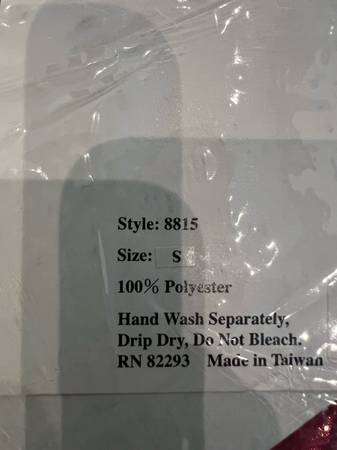 Style: 8815
Size: S
100% Polyester
Hand Wash Separately,
Drip Dry, Do Not Bleach.
RN 82293 Made in Taiwan